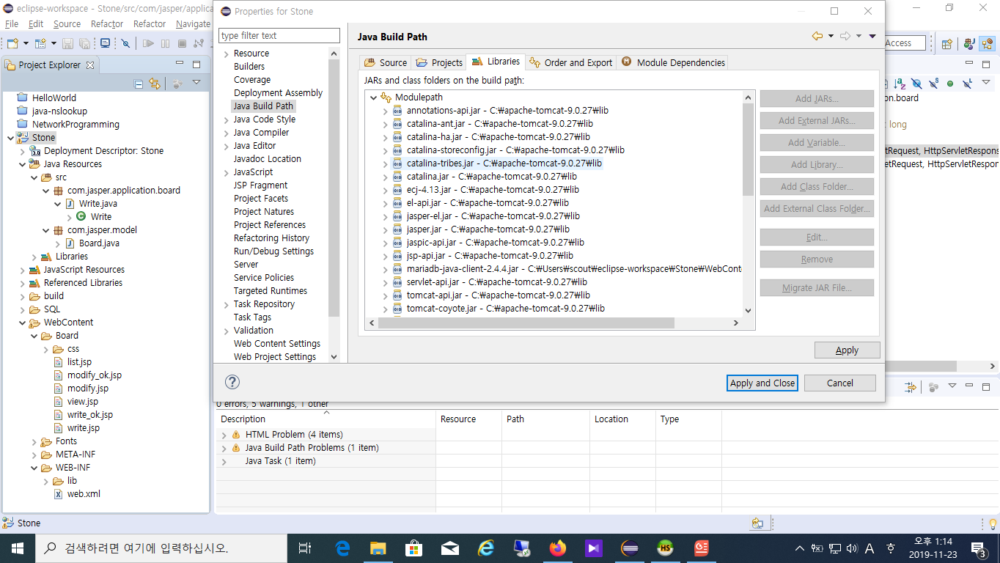 eclipse-workspace - Stone/src/com/jasper/applica
File Edit Source Refactor Refactor Navigate
Project Explorer
HelloWorld
java-nslookup
NetworkProgramming
Stone
Deployment Descriptor: Stone
3.0
Java Resources
src
com.jasper.application.board
Write.java
Write
com.jasper.model
Board.java
Libraries
JavaScript Resources
Referenced Libraries
build
SQL
WebContent
Board
css
list.jsp
modify_ok.jsp
modify.jsp
view.jsp
write_ok.jsp
write.jsp
Fonts
META-INF
WEB-INF
lib
web.xml
Properties for Stone
type filter text
Resource
Builders
Coverage
Deployment Assembly
Java Build Path
Java Code Style
Java Compiler
Java Editor
Javadoc Location
JavaScript
JSP Fragment
Project Facets
Project Natures
Project References
Refactoring History
Run/Debug Settings
Server
Service Policies
Targeted Runtimes
Task Repository
Task Tags
Validation
Web Content Settings
Web Project Settings
Java Build Path
Source Projects Libraries Order and Export Module Dependencies
JARs and class folders on the build path:
Modulepath
annotations-api.jar - C:₩apache-tomcat-9.0.27₩lib
catalina-ant.jar - C:₩apache-tomcat-9.0.27₩lib
catalina-ha.jar - C:₩apache-tomcat-9.0.27₩lib
catalina-storeconfig.jar - C:₩apache-tomcat-9.0.27₩lib
catalina-tribes.jar - C:₩apache-tomcat-9.0.27₩lib
catalina.jar - C:₩apache-tomcat-9.0.27₩lib
ecj-4.13.jar - C:₩apache-tomcat-9.0.27₩lib
el-api.jar - C:₩apache-tomcat-9.0.27₩lib
jasper-el.jar - C:₩apache-tomcat-9.0.27₩lib
jasper.jar - C:₩apache-tomcat-9.0.27₩lib
jaspic-api.jar - C:₩apache-tomcat-9.0.27₩lib
jsp-api.jar - C:₩apache-tomcat-9.0.27₩lib
mariadb-java-client-2.4.4.jar - C:₩Users₩scout₩eclipse-workspace₩Stone₩WebCont
servlet-api.jar - C:₩apache-tomcat-9.0.27₩lib
tomcat-api.jar - C:₩apache-tomcat-9.0.27₩lib
tomcat-coyote.jar - C:₩apache-tomcat-9.0.27₩lib
Add JARs...
Add External JARs...
Add Variable...
Add Library...
Add Class Folder...
Add External Class Folder...
Edit...
Remove
Migrate JAR File...
Apply
Apply and Close Cancel
Access
on.board
: long
tRequest, HttpServletRespons
etRequest, HttpServletRespor
0 errors, 5 warnings, 1 other
Description Resource Path Location Type
HTML Problem (4 items)
Java Build Path Problems (1 item)
Java Task (1 item)
Stone
검색하려면 여기에 입력하십시오.
HS
A 漢
오후 1:14
2019-11-23
3